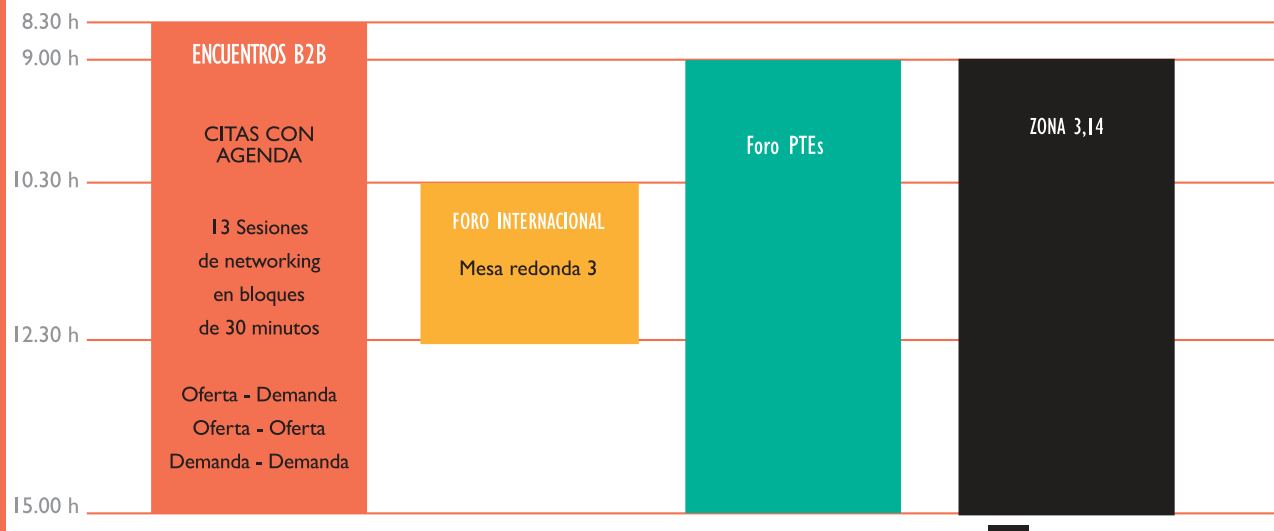 8.30 h
9.00 h
10.30 h
12.30 h
15.00 h
ENCUENTROS B2B
CITAS CON
AGENDA
13 Sesiones
de networking
en bloques
de 30 minutos
Oferta - Demanda
Oferta - Oferta
Demanda - Demanda
FORO INTERNACIONAL
Mesa redonda 3
Foro PTEs
ZONA 3,14